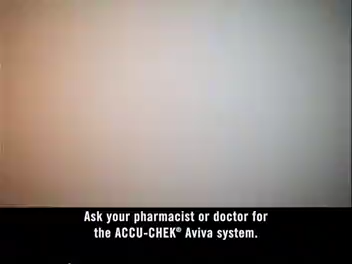 Ask your pharmacist or doctor for
the ACCU-CHEK® Aviva system.